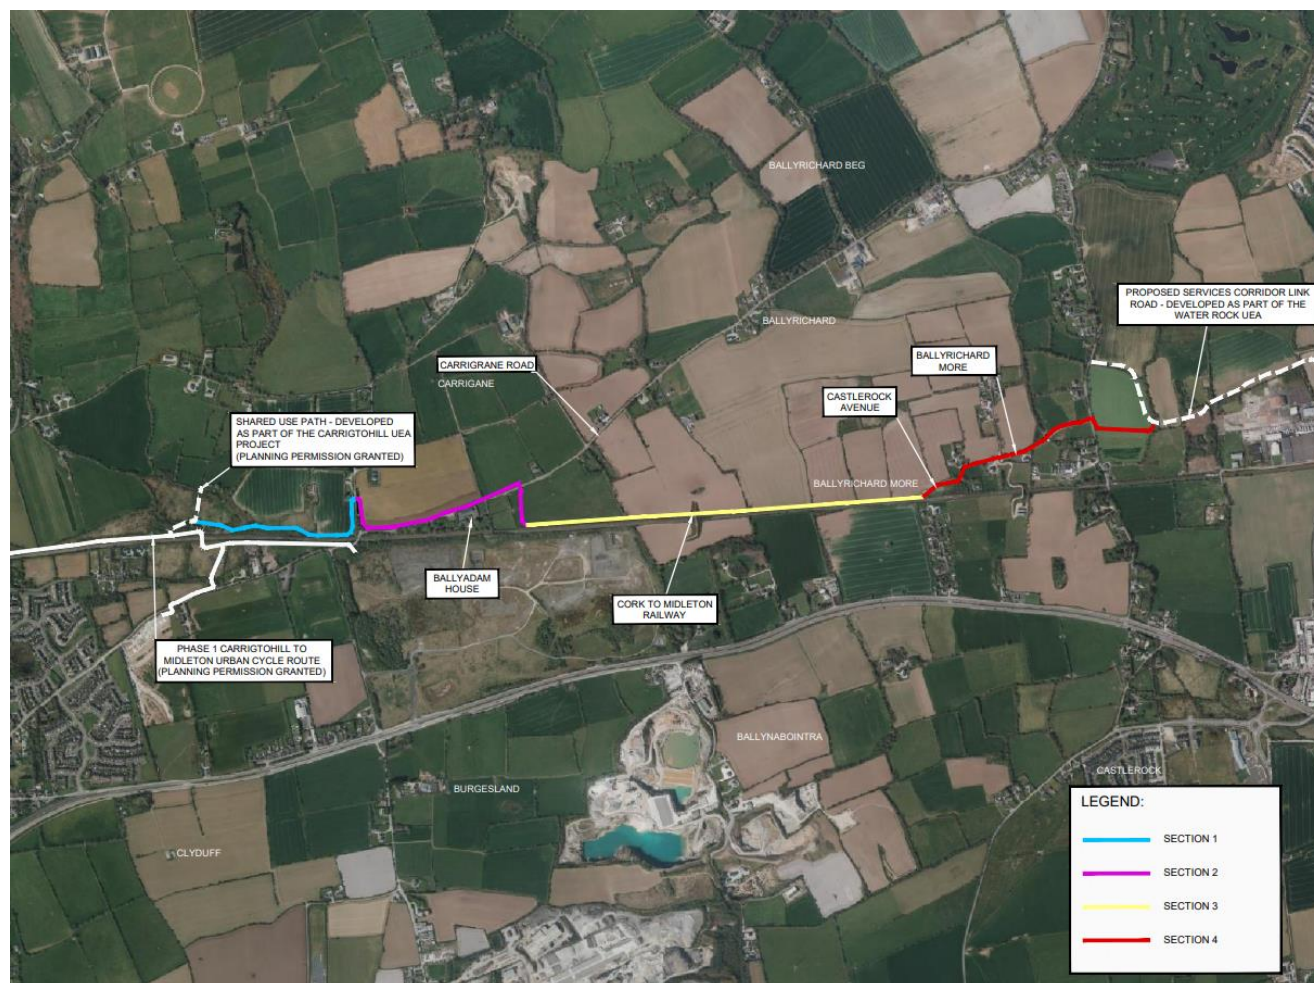 BALLYRICHARD BEG
PROPOSED SERVICES CORRIDOR LINK
ROAD - DEVELOPED AS PART OF THE
WATER ROCK UEA
BALLYRICHARD
BALLYRICHARD
MORE
CARRIGRANE ROAD
CARRIGANE
CASTLEROCK
AVENUE
SHARED USE PATH - DEVELOPED
AS PART OF THE CARRIGTOHILL UEA
PROJECT
(PLANNING PERMISSION GRANTED)
BALLYRICHARD MORE
BALLYADAM
HOUSE
CORK TO MIDLETON
RAILWAY
PHASE 1 CARRIGTOHILL TO
MIDLETON URBAN CYCLE ROUTE
(PLANNING PERMISSION GRANTED)
BALLYNABOINTRA
CASTLEROCK
BURGESLAND
CLYDUFF
LEGEND:
SECTION 1
SECTION 2
SECTION 3
SECTION 4